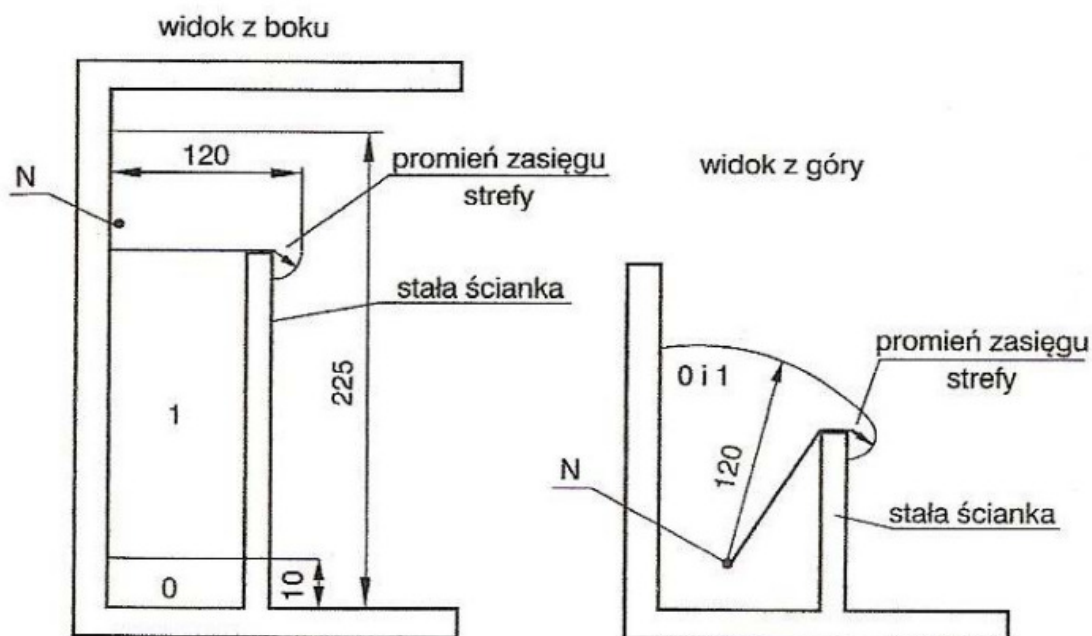 widok z boku
120
N
promień zasięgu
strefy
stała ścianka
225
1
0
10
widok z góry
promień zasięgu
strefy
0 i 1
120
N
stała ścianka